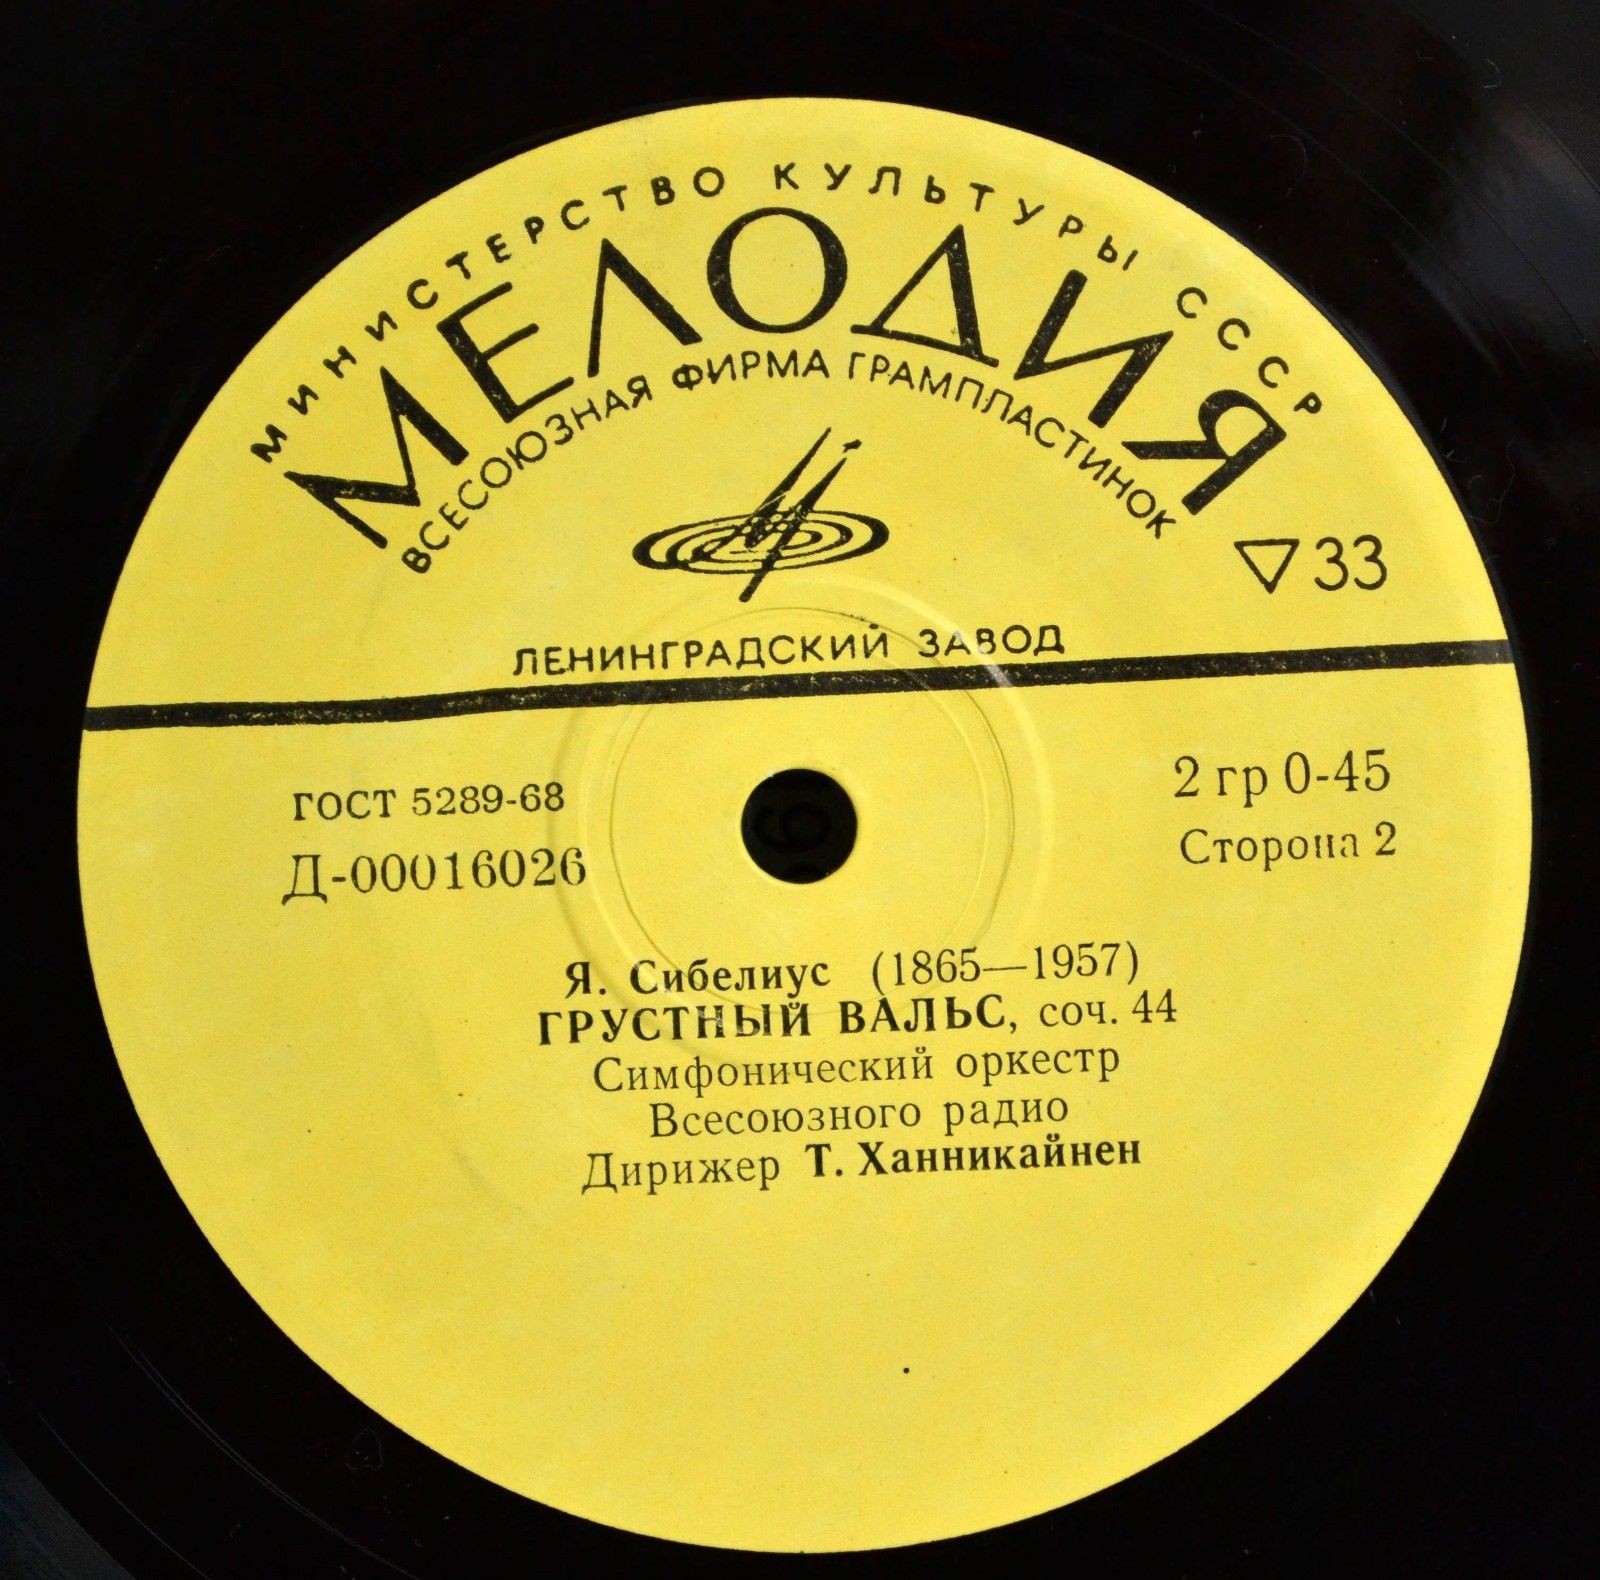 МИНИСТЕРСТВО КУЛЬТУРЫ СССР
МЕЛОДИЯ
ВСЕСОЮЗНАЯ ФИРМА ГРАМПЛАСТИНОК
▽33
ЛЕНИНГРАДСКИЙ ЗАВОД
ГОСТ 5289-68
2 гр 0-45
Д-00016026
Сторона 2
Я. Сибелиус (1865—1957)
ГРУСТНЫЙ ВАЛЬС, соч. 44
Симфонический оркестр
Всесоюзного радио
Дирижер Т. Ханникайнен